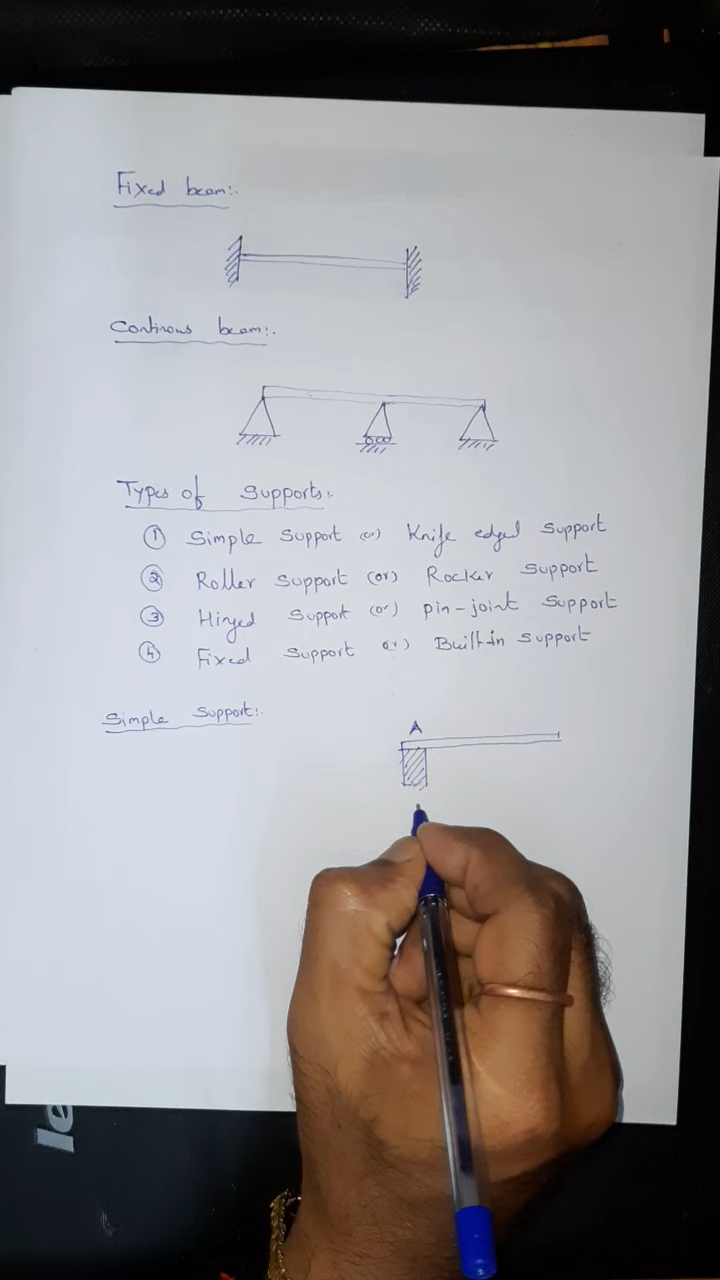 Fixed beam:.
Continous beam:.
Types of Supports:.
① Simple Support (or) Knife edged Support
② Roller Support (or) Rocker Support
③ Hinged Support (or) pin-joint Support
④ Fixed Support (or) Built-in Support
Simple Support:.
A
le